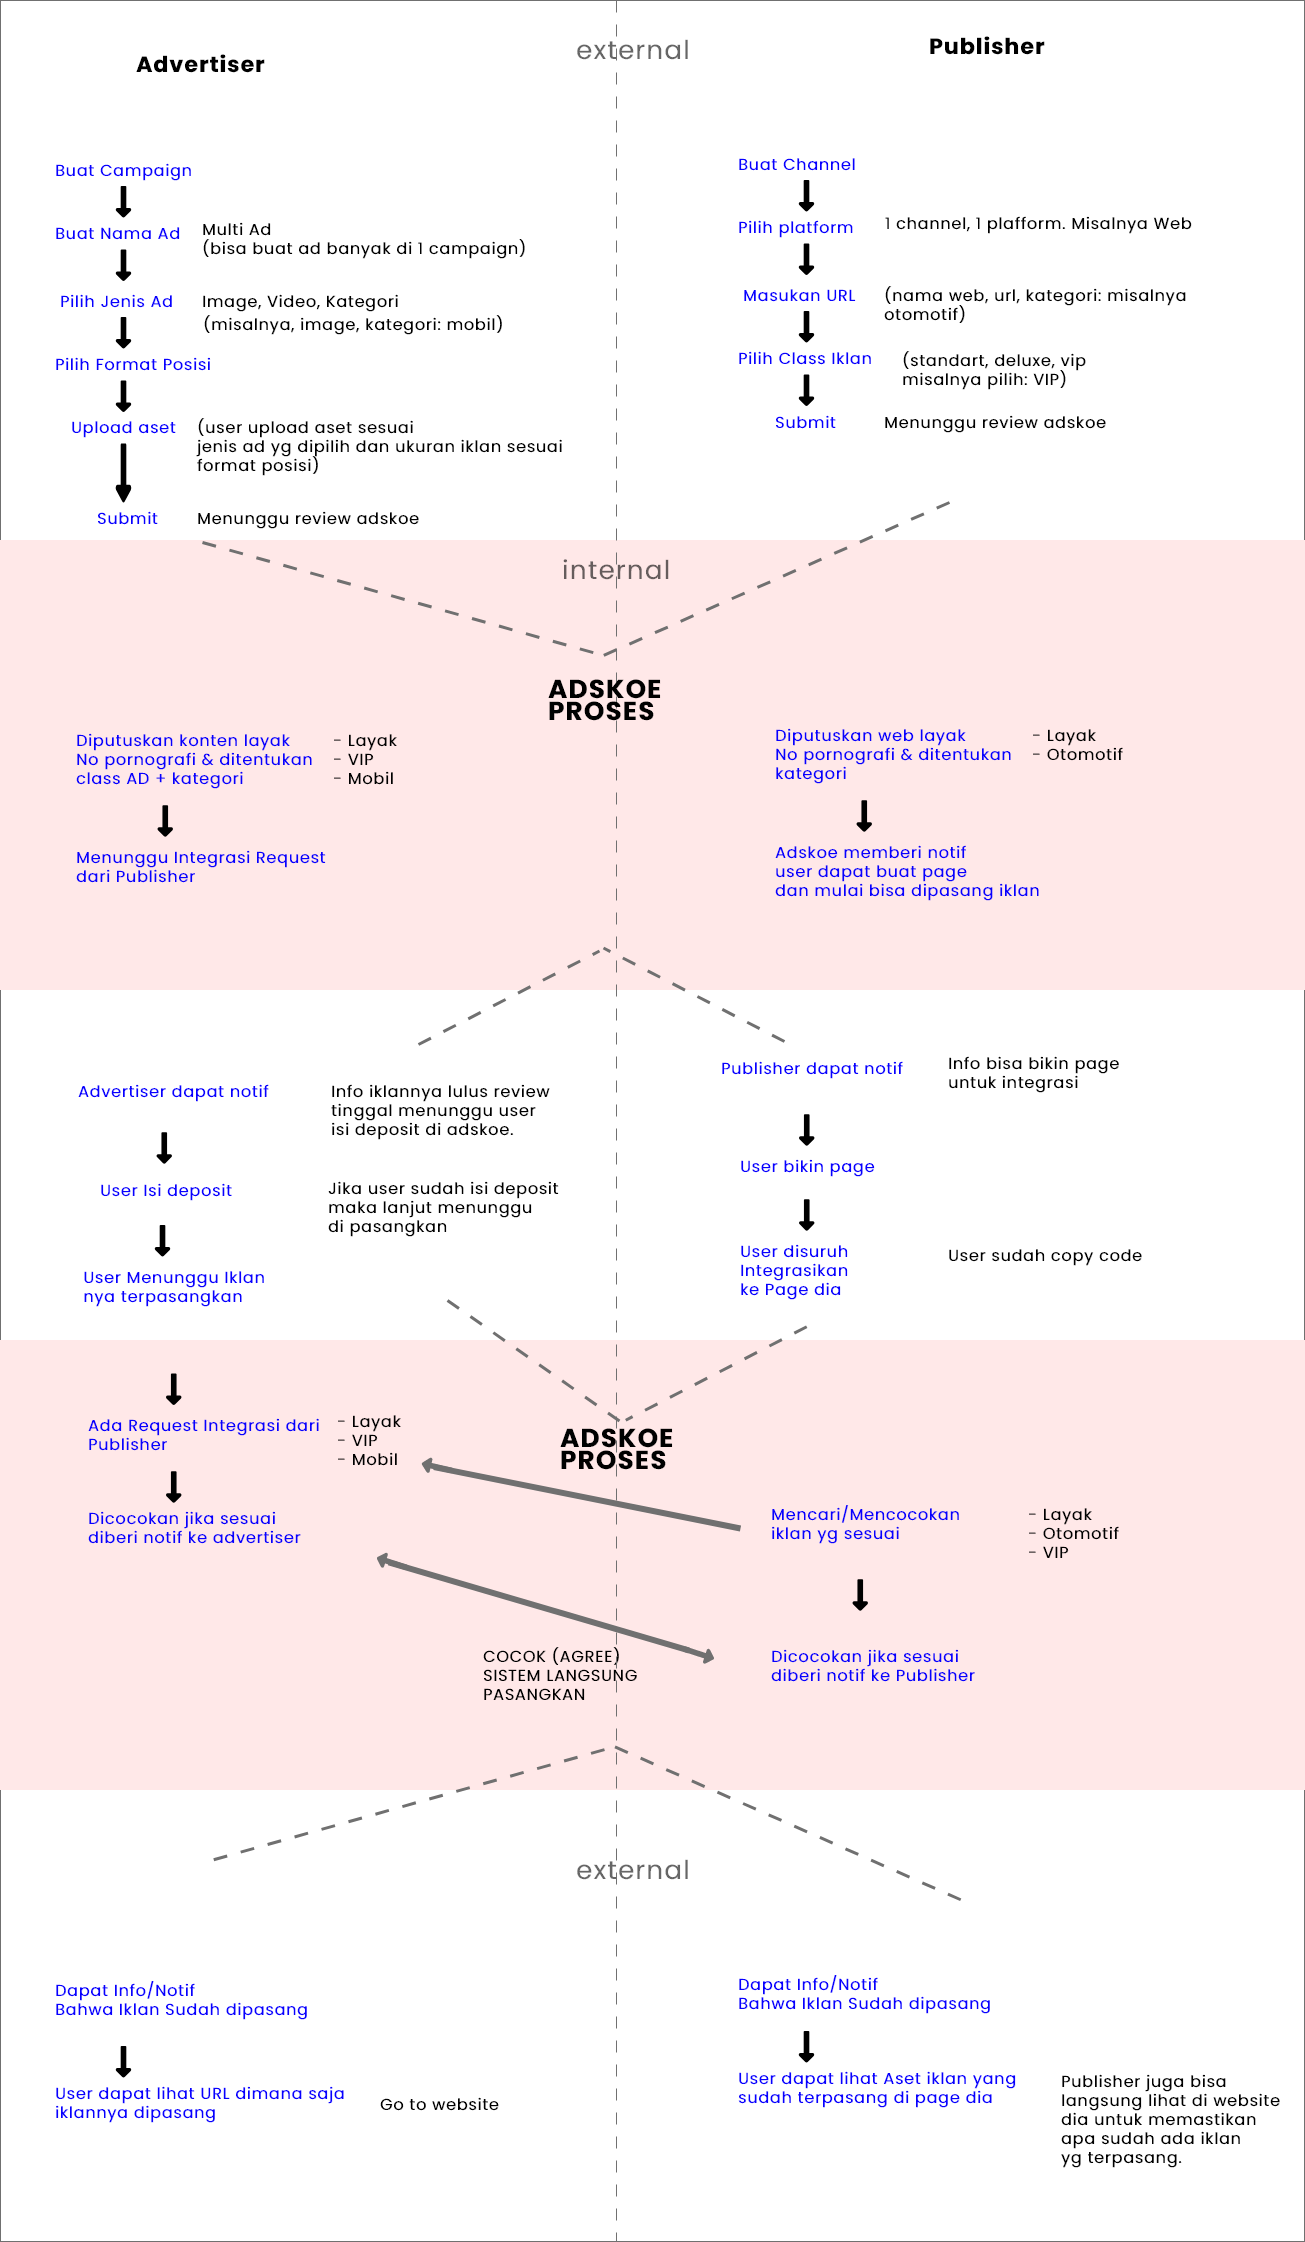 external
Advertiser
Publisher
Buat Campaign
Buat Nama Ad
Multi Ad
(bisa buat ad banyak di 1 campaign)
Pilih Jenis Ad
Image, Video, Kategori
(misalnya, image, kategori: mobil)
Pilih Format Posisi
Upload aset
(user upload aset sesuai
jenis ad yg dipilih dan ukuran iklan sesuai
format posisi)
Submit
Menunggu review adskoe
Buat Channel
Pilih platform
1 channel, 1 plafform. Misalnya Web
Masukan URL
(nama web, url, kategori: misalnya
otomotif)
Pilih Class Iklan
(standart, deluxe, vip
misalnya pilih: VIP)
Submit
Menunggu review adskoe
internal
ADSKOE
PROSES
Diputuskan konten layak
No pornografi & ditentukan
class AD + kategori
- Layak
- VIP
- Mobil
Menunggu Integrasi Request
dari Publisher
Diputuskan web layak
No pornografi & ditentukan
kategori
- Layak
- Otomotif
Adskoe memberi notif
user dapat buat page
dan mulai bisa dipasang iklan
Advertiser dapat notif
Info iklannya lulus review
tinggal menunggu user
isi deposit di adskoe.
User Isi deposit
Jika user sudah isi deposit
maka lanjut menunggu
di pasangkan
User Menunggu Iklan
nya terpasangkan
Publisher dapat notif
Info bisa bikin page
untuk integrasi
User bikin page
User disuruh
Integrasikan
ke Page dia
User sudah copy code
ADSKOE
PROSES
Ada Request Integrasi dari
Publisher
- Layak
- VIP
- Mobil
Dicocokan jika sesuai
diberi notif ke advertiser
Mencari/Mencocokan
iklan yg sesuai
- Layak
- Otomotif
- VIP
COCOK (AGREE)
SISTEM LANGSUNG
PASANGKAN
Dicocokan jika sesuai
diberi notif ke Publisher
external
Dapat Info/Notif
Bahwa Iklan Sudah dipasang
User dapat lihat URL dimana saja
iklannya dipasang
Go to website
Dapat Info/Notif
Bahwa Iklan Sudah dipasang
User dapat lihat Aset iklan yang
sudah terpasang di page dia
Publisher juga bisa
langsung lihat di website
dia untuk memastikan
apa sudah ada iklan
yg terpasang.